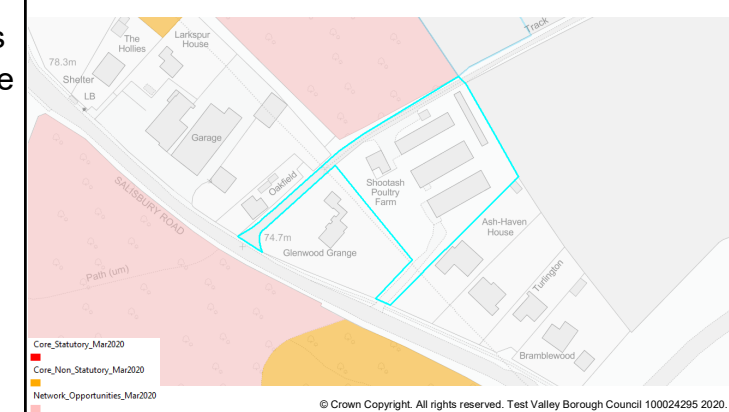 s
e
The
Hollies
Larkspur
House
78.3m
Shelter
LB
Garage
Track
Oakfield
Shootash
Poultry
Farm
SALISBURY ROAD
74.7m
Glenwood Grange
Ash-Haven
House
Path (um)
Turlington
Bramblewood
Core_Statutory_Mar2020
Core_Non_Statutory_Mar2020
Network_Opportunities_Mar2020
© Crown Copyright. All rights reserved. Test Valley Borough Council 100024295 2020.